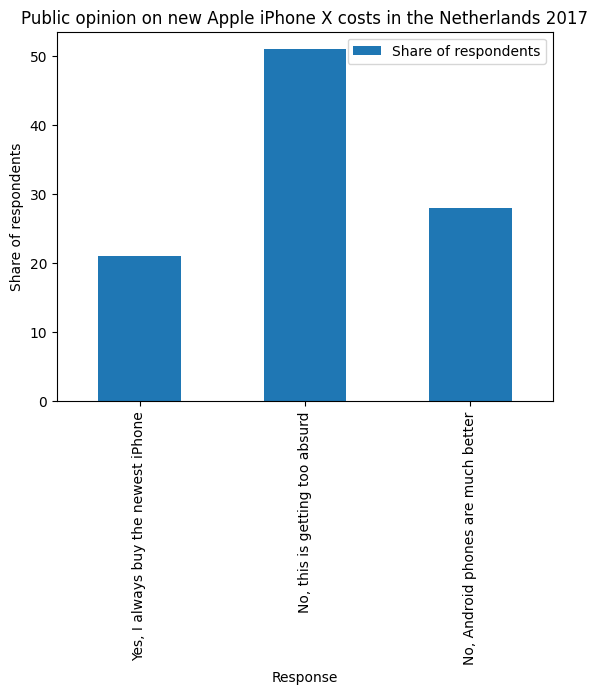 Public opinion on new Apple iPhone X costs in the Netherlands 2017
Share of respondents
Share of respondents
50
40
30
20
10
0
Yes, I always buy the newest iPhone
No, this is getting too absurd
No, Android phones are much better
Response